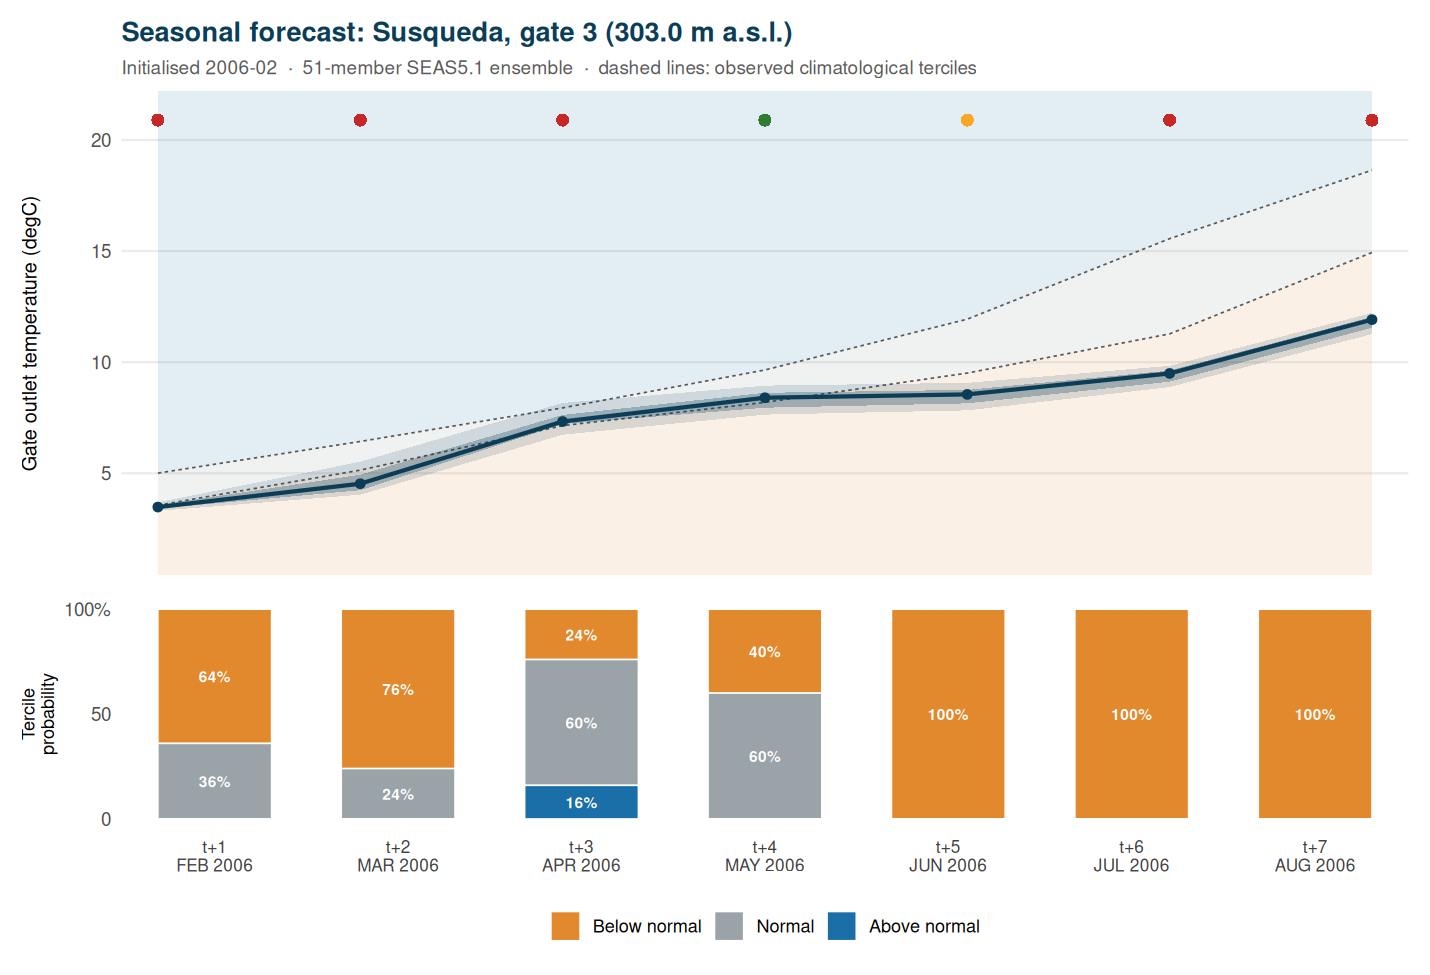 Seasonal forecast: Susqueda, gate 3 (303.0 m a.s.l.)
Initialised 2006-02 · 51-member SEAS5.1 ensemble · dashed lines: observed climatological terciles
Gate outlet temperature (degC)
20
15
10
5
Tercile
probability
100%
50
0
64%
36%
76%
24%
24%
60%
16%
40%
60%
100%
100%
100%
t+1
FEB 2006
t+2
MAR 2006
t+3
APR 2006
t+4
MAY 2006
t+5
JUN 2006
t+6
JUL 2006
t+7
AUG 2006
Below normal
Normal
Above normal